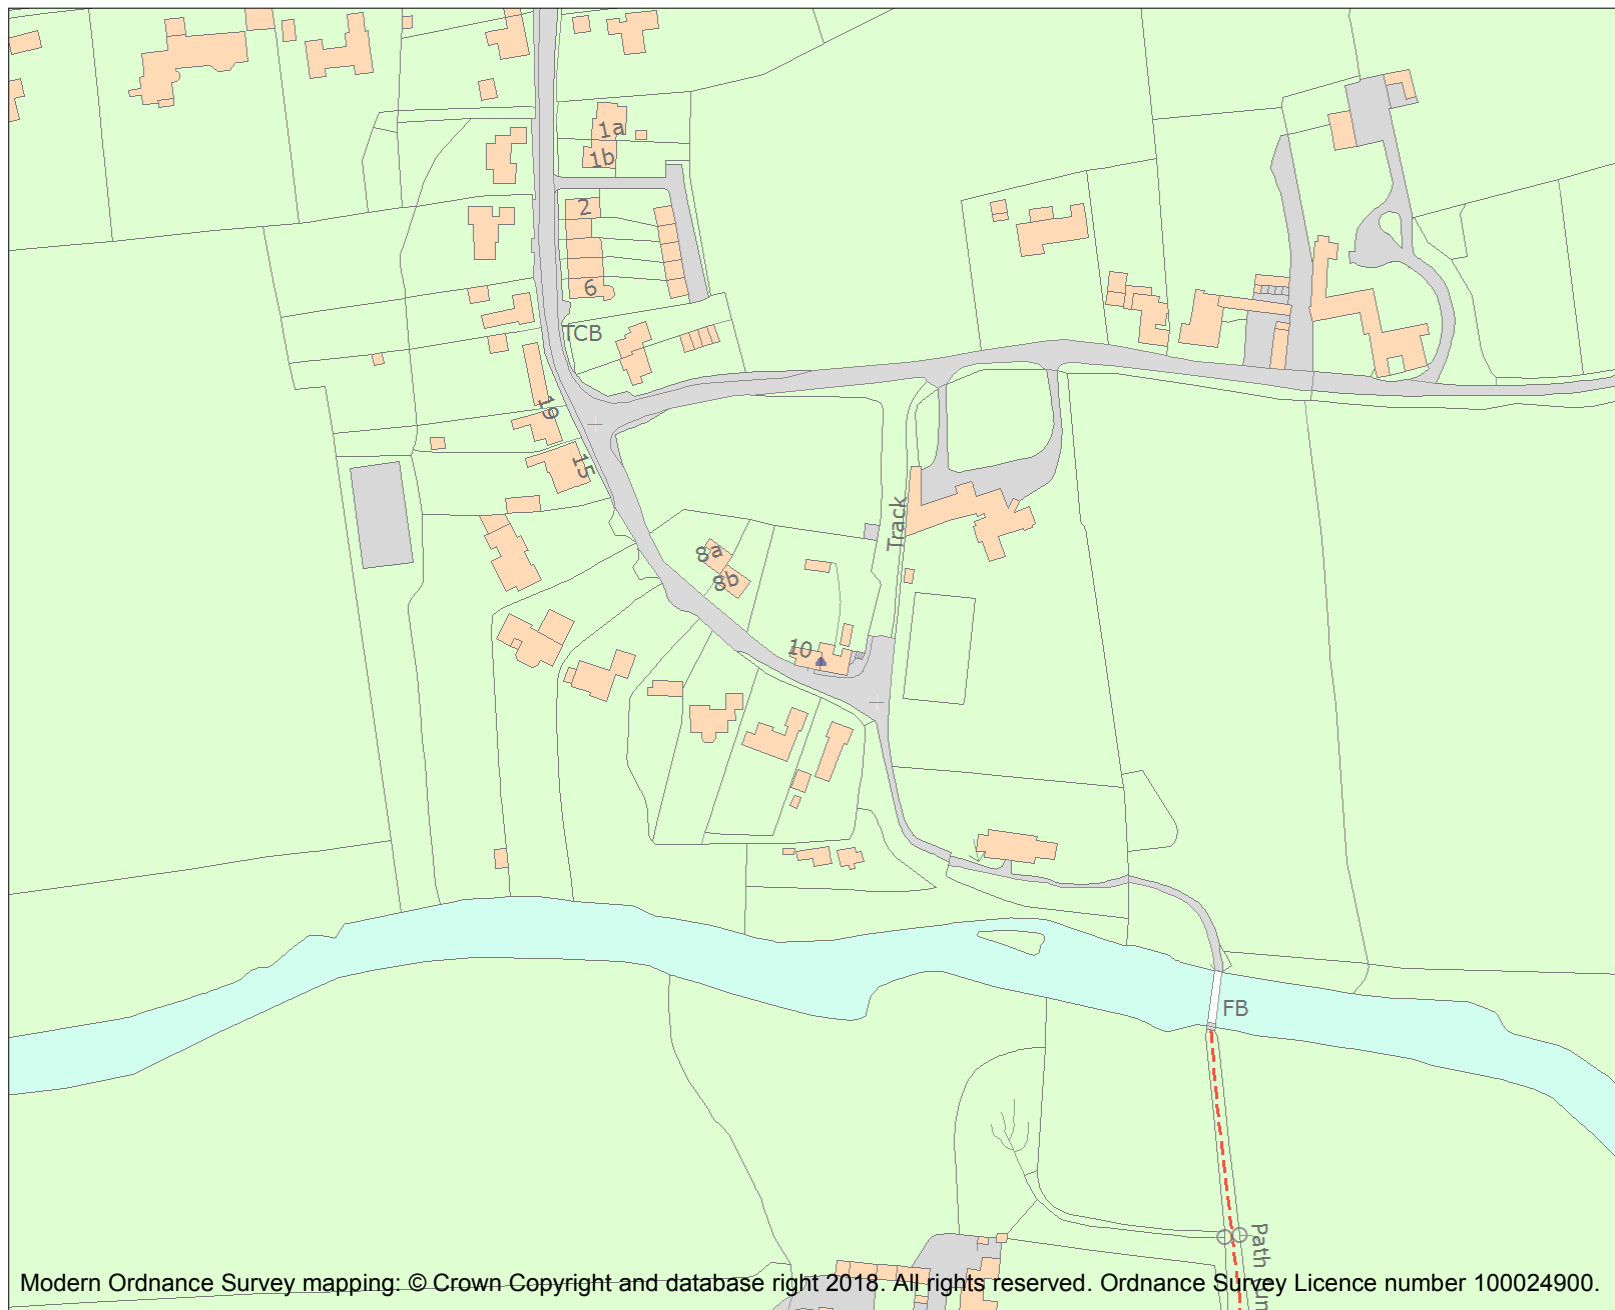 1a
1b
2
6
TCB
19
15
Track
8a
8b
10
FB
Path
Modern Ordnance Survey mapping: © Crown Copyright and database right 2018. All rights reserved. Ordnance Survey Licence number 100024900.